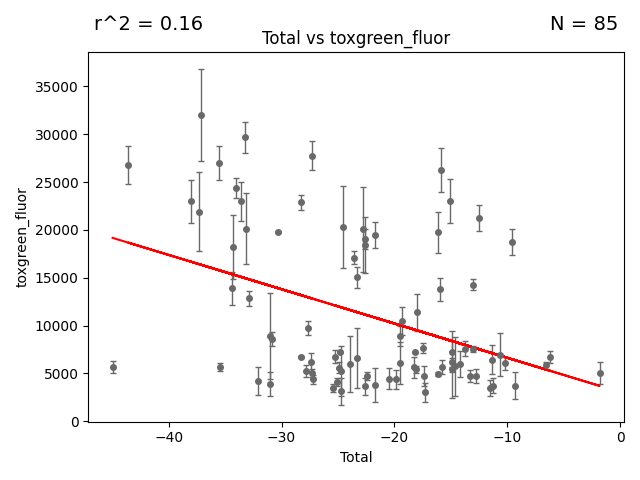 r^2 = 0.16
N = 85
Total vs toxgreen_fluor
35000
30000
25000
20000
15000
10000
5000
0
toxgreen_fluor
−40
−30
−20
−10
0
Total